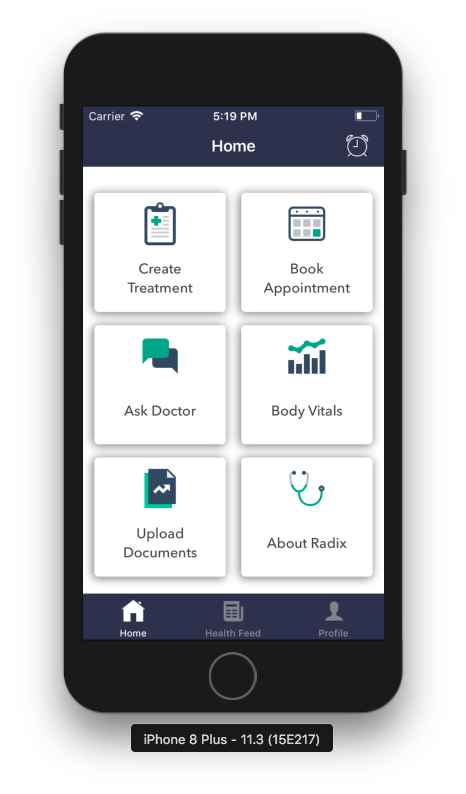 Carrier 5:19 PM
Home
Create
Treatment
Book
Appointment
Ask Doctor
Body Vitals
Upload
Documents
About Radix
Home Health Feed Profile
iPhone 8 Plus - 11.3 (15E217)